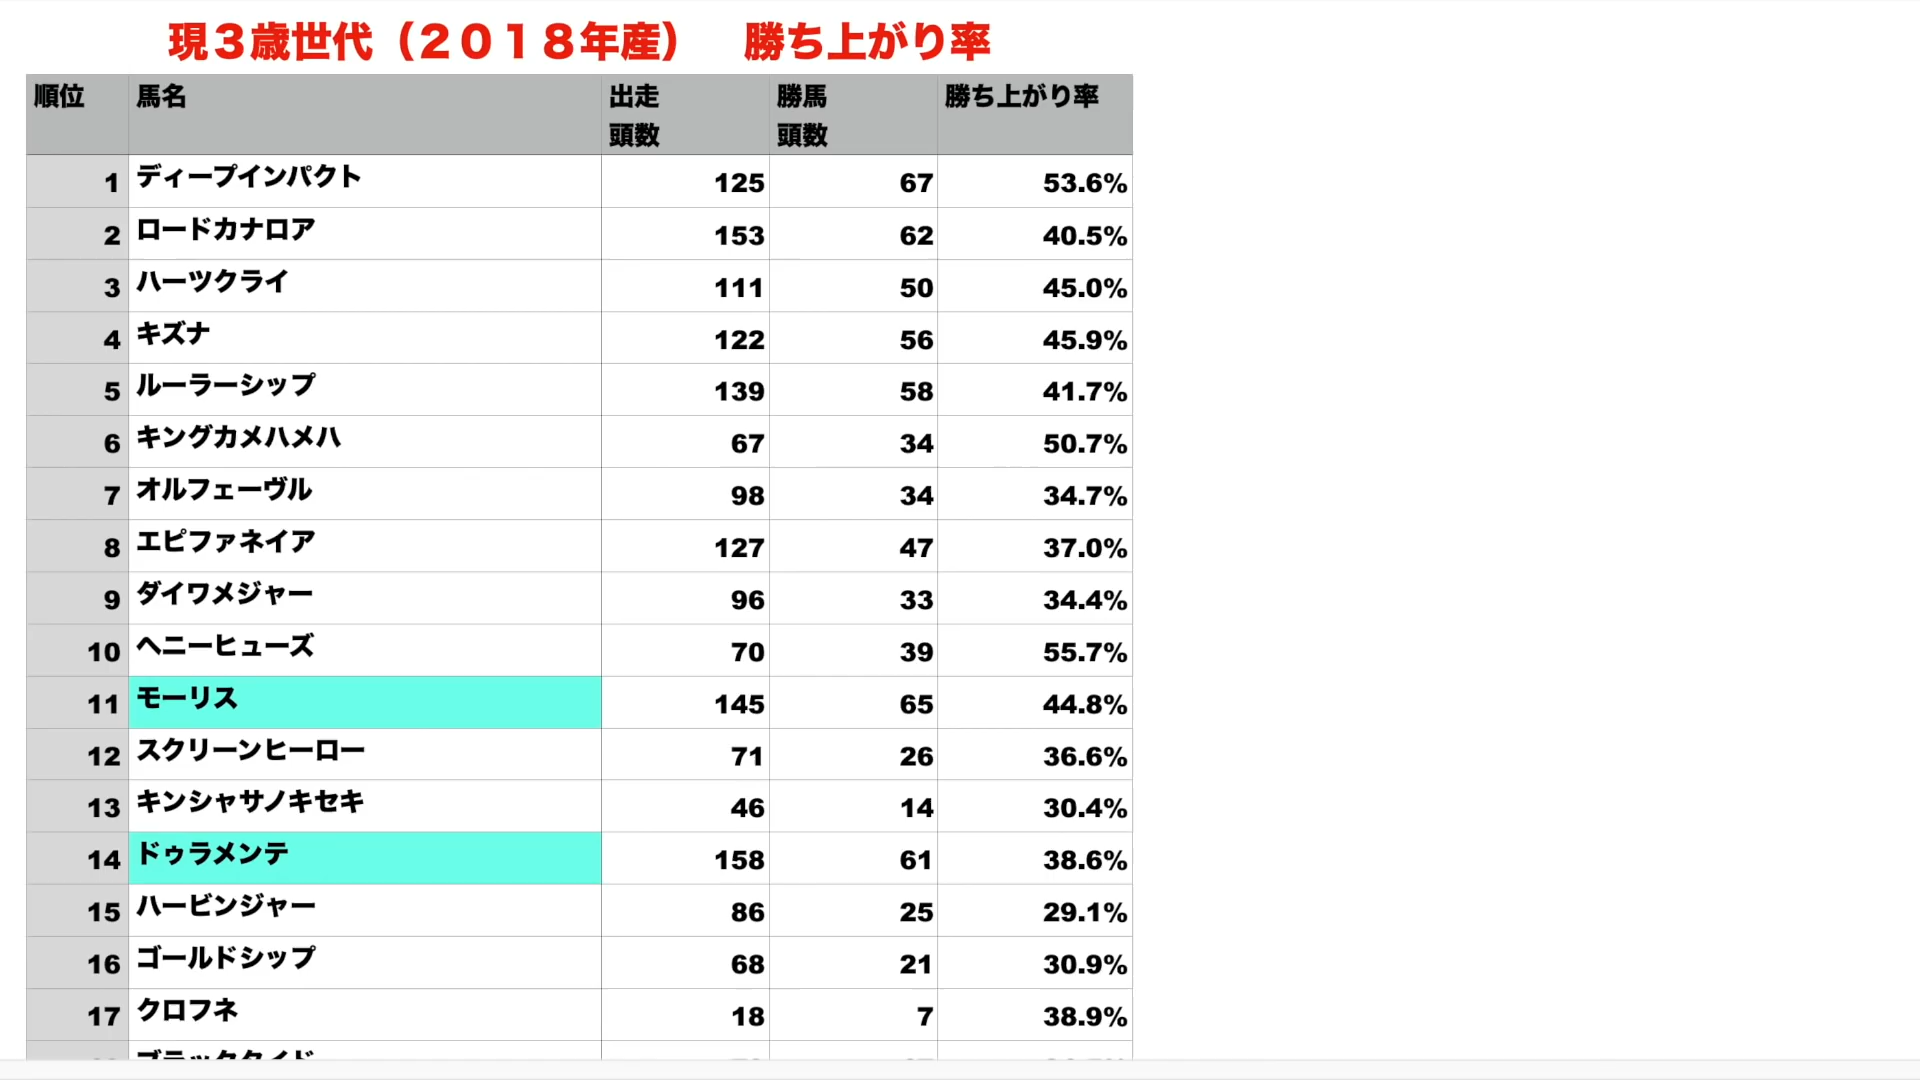 現３歳世代（２０１８年産）　勝ち上がり率
順位 馬名 出走頭数 勝馬頭数 勝ち上がり率
1 ディープインパクト 125 67 53.6%
2 ロードカナロア 153 62 40.5%
3 ハーツクライ 111 50 45.0%
4 キズナ 122 56 45.9%
5 ルーラーシップ 139 58 41.7%
6 キングカメハメハ 67 34 50.7%
7 オルフェーヴル 98 34 34.7%
8 エピファネイア 127 47 37.0%
9 ダイワメジャー 96 33 34.4%
10 ヘニーヒューズ 70 39 55.7%
11 モーリス 145 65 44.8%
12 スクリーンヒーロー 71 26 36.6%
13 キンシャサノキセキ 46 14 30.4%
14 ドゥラメンテ 158 61 38.6%
15 ハービンジャー 86 25 29.1%
16 ゴールドシップ 68 21 30.9%
17 クロフネ 18 7 38.9%